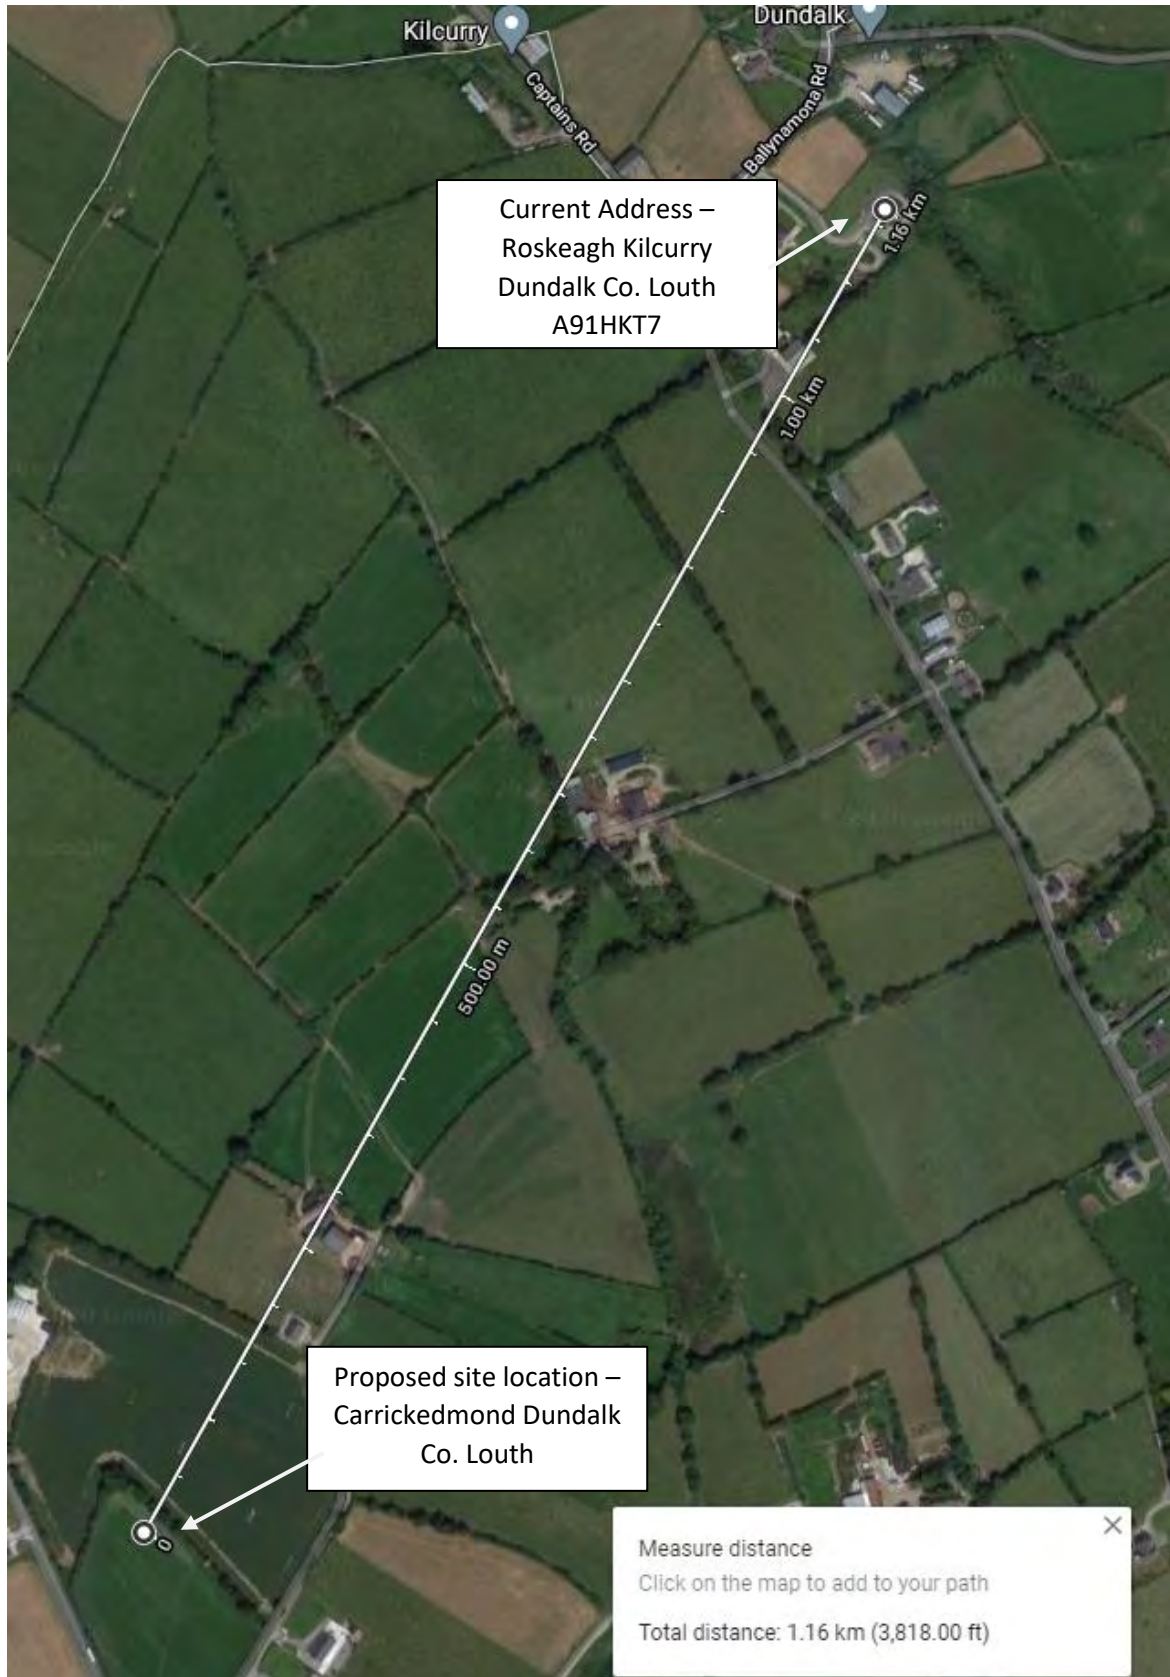 Kilcurry
Dundalk
Captains Rd
Ballynamona Rd
Current Address –
Roskeagh Kilcurry
Dundalk Co. Louth
A91HKT7
1.16 km
1.00 km
500.00 m
Proposed site location –
Carrickedmond Dundalk
Co. Louth
0
Measure distance
Click on the map to add to your path
Total distance: 1.16 km (3,818.00 ft)